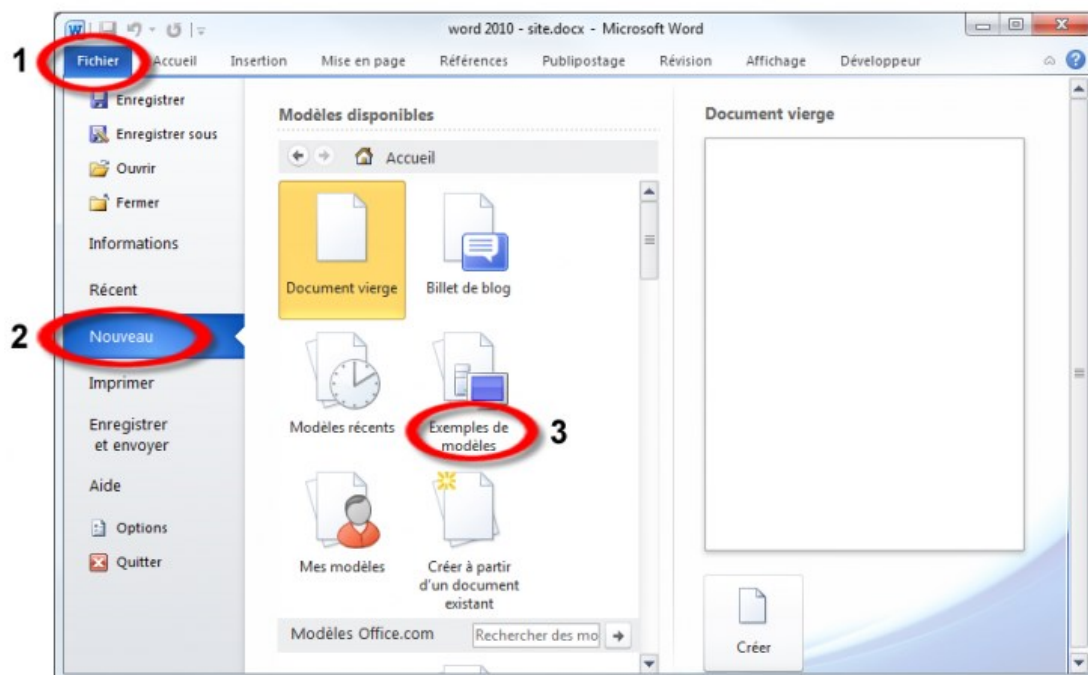 word 2010 - site.docx - Microsoft Word
1
Fichier Accueil Insertion Mise en page Références Publipostage Révision Affichage Développeur
Enregistrer
Enregistrer sous
Ouvrir
Fermer
Informations
Récent
2
Nouveau
Imprimer
Enregistrer
et envoyer
Aide
Options
Quitter
Modèles disponibles
Accueil
Document vierge
Billet de blog
Modèles récents
Exemples de
modèles
3
Mes modèles
Créer à partir
d'un document
existant
Modèles Office.com
Rechercher des mo
Document vierge
Créer